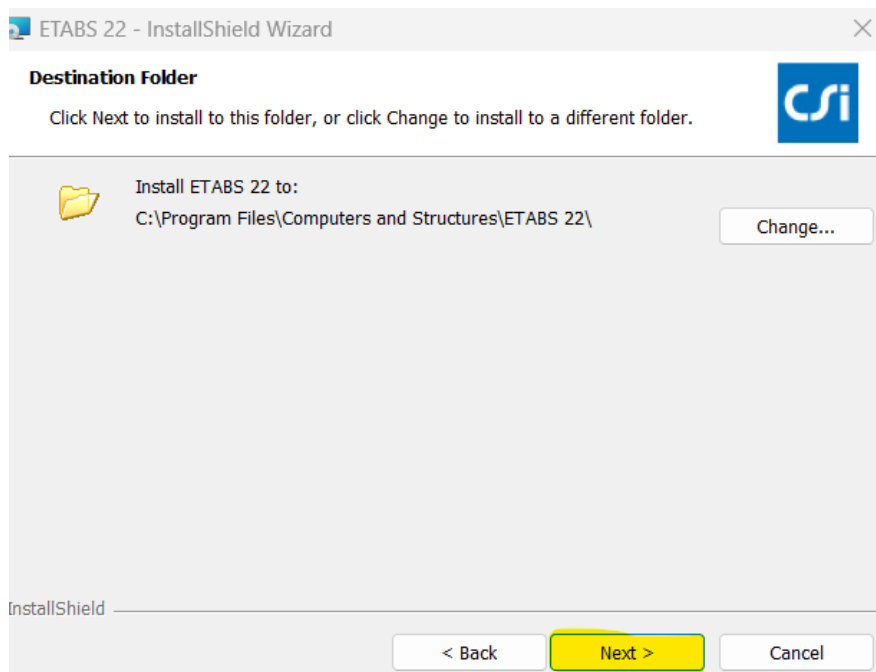 ETABS 22 - InstallShield Wizard
Destination Folder
Click Next to install to this folder, or click Change to install to a different folder.
CSi
Install ETABS 22 to:
C:\Program Files\Computers and Structures\ETABS 22\
Change...
InstallShield
< Back
Next >
Cancel